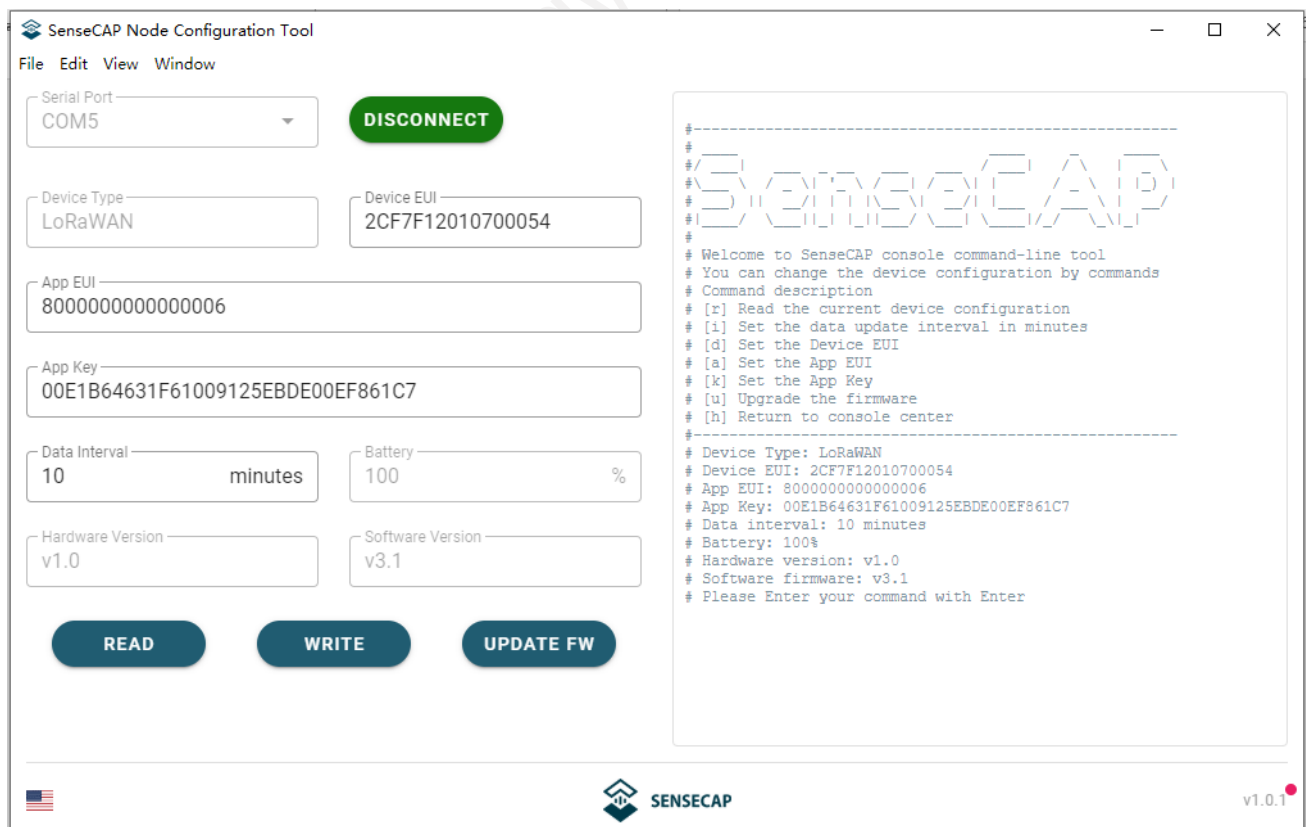 SenseCAP Node Configuration Tool
File Edit View Window
Serial Port
COM5
DISCONNECT
Device Type
LoRaWAN
Device EUI
2CF7F12010700054
App EUI
8000000000000006
App Key
00E1B64631F61009125EBDE00EF861C7
Data Interval
10 minutes
Battery
100 %
Hardware Version
v1.0
Software Version
v3.1
READ
WRITE
UPDATE FW
#------------------------------------------------------
SenseCAP
#
# Welcome to SenseCAP console command-line tool
# You can change the device configuration by commands
# Command description
# [r] Read the current device configuration
# [i] Set the data update interval in minutes
# [d] Set the Device EUI
# [a] Set the App EUI
# [k] Set the App Key
# [u] Upgrade the firmware
# [h] Return to console center
#------------------------------------------------------
# Device Type: LoRaWAN
# Device EUI: 2CF7F12010700054
# App EUI: 8000000000000006
# App Key: 00E1B64631F61009125EBDE00EF861C7
# Data interval: 10 minutes
# Battery: 100%
# Hardware version: v1.0
# Software firmware: v3.1
# Please Enter your command with Enter
SENSECAP
v1.0.1